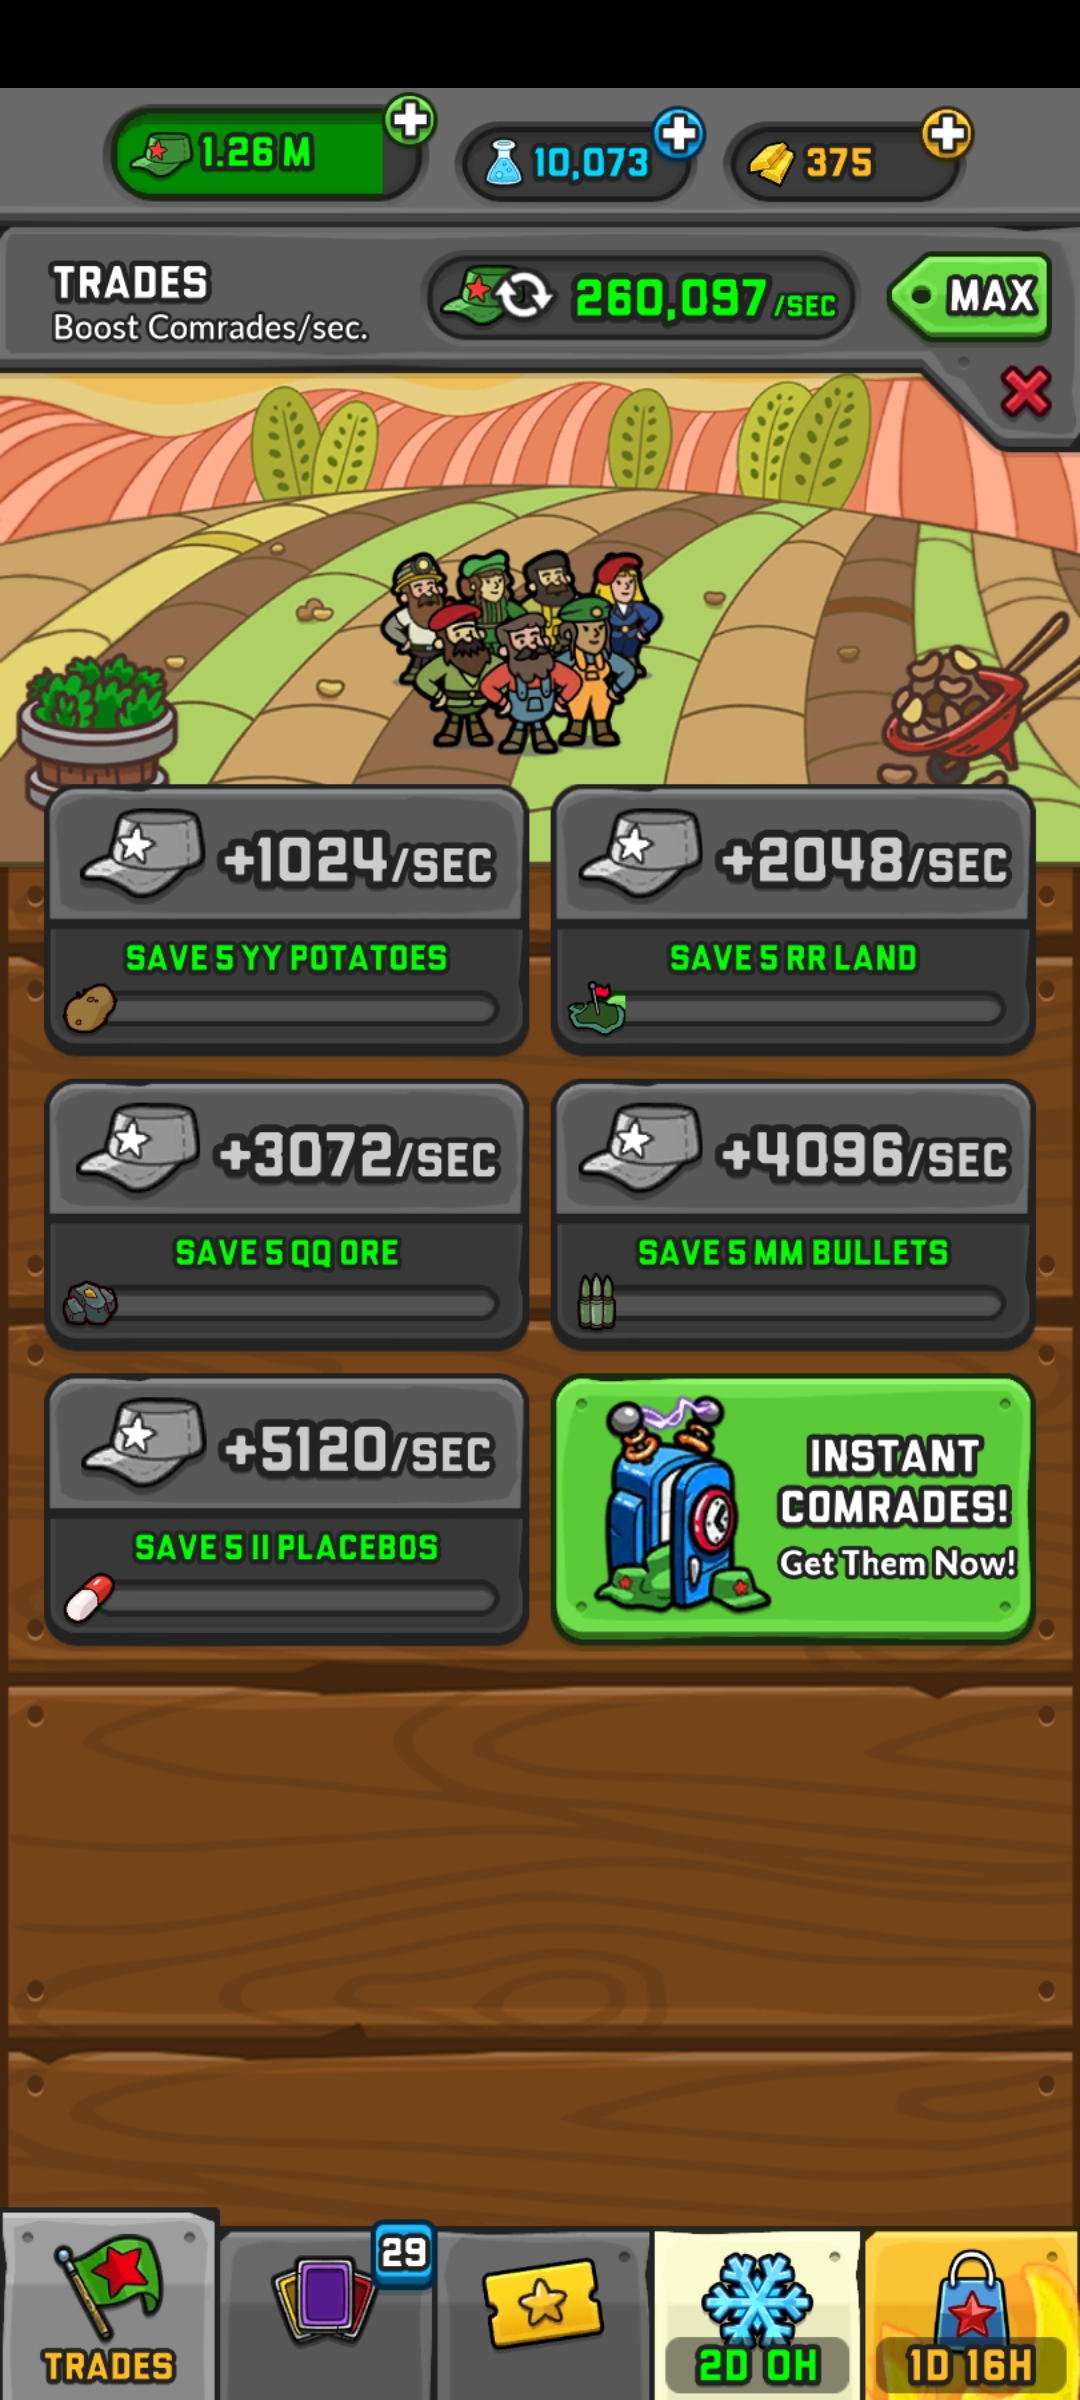 1.26 M
10,073
375
TRADES
Boost Comrades/sec.
260,097/SEC
MAX
+1024/SEC
SAVE 5 YY POTATOES
+2048/SEC
SAVE 5 RR LAND
+3072/SEC
SAVE 5 QQ ORE
+4096/SEC
SAVE 5 MM BULLETS
+5120/SEC
SAVE 5 II PLACEBOS
INSTANT
COMRADES!
Get Them Now!
29
TRADES
2D 0H
1D 16H